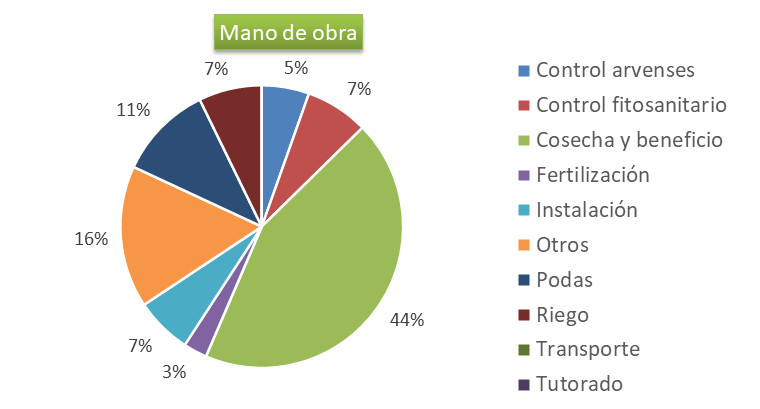 Mano de obra
7%
5%
7%
11%
16%
44%
7%
3%
Control arvenses
Control fitosanitario
Cosecha y beneficio
Fertilización
Instalación
Otros
Podas
Riego
Transporte
Tutorado